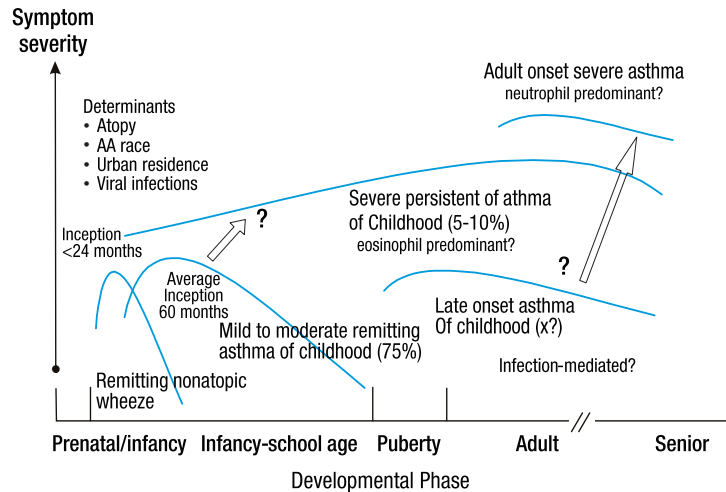 Symptom
severity
Adult onset severe asthma
neutrophil predominant?
Determinants
• Atopy
• AA race
• Urban residence
• Viral infections
Severe persistent of athma
of Childhood (5-10%)
eosinophil predominant?
?
Inception
<24 months
?
Average
Inception
60 months
Late onset asthma
Of childhood (x?)
Mild to moderate remitting
asthma of childhood (75%)
Infection-mediated?
Remitting nonatopic
wheeze
Prenatal/infancy Infancy-school age Puberty Adult Senior
Developmental Phase